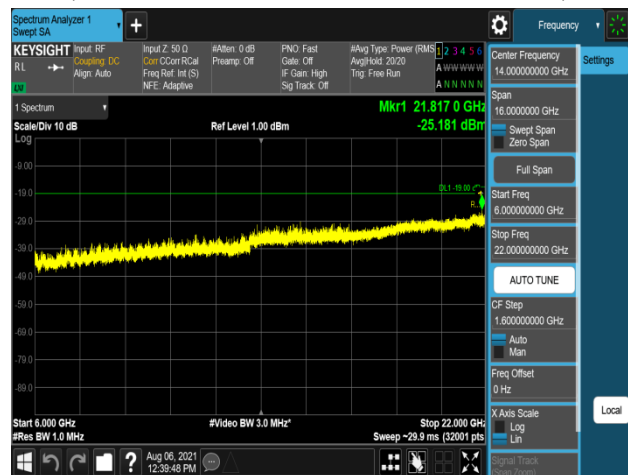 Spectrum Analyzer 1
Swept SA
+
Frequency
KEYSIGHT
RL
LXI
Input: RF
Coupling: DC
Align: Auto
Input Z: 50 Ω
Corr CCorr RCal
Freq Ref: Int (S)
NFE: Adaptive
#Atten: 0 dB
Preamp: Off
PNO: Fast
Gate: Off
IF Gain: High
Sig Track: Off
#Avg Type: Power (RMS
Avg|Hold: 20/20
Trig: Free Run
1 2 3 4 5 6
A W W W W W
A N N N N N
1 Spectrum
Mkr1 21.817 0 GHz
Scale/Div 10 dB
Ref Level 1.00 dBm
-25.181 dBm
Log
-9.00
-19.0
DL1 -19.00
-29.0
-39.0
-49.0
-59.0
-69.0
-79.0
-89.0
Start 6.000 GHz
#Video BW 3.0 MHz*
Stop 22.000 GHz
#Res BW 1.0 MHz
Sweep ~29.9 ms (32001 pts
Aug 06, 2021
12:39:48 PM
?
Center Frequency
14.000000000 GHz
Span
16.0000000 GHz
Swept Span
Zero Span
Full Span
Start Freq
6.000000000 GHz
Stop Freq
22.000000000 GHz
AUTO TUNE
CF Step
1.600000000 GHz
Auto
Man
Freq Offset
0 Hz
X Axis Scale
Log
Lin
Signal Track
(Span Zoom)
Settings
Local